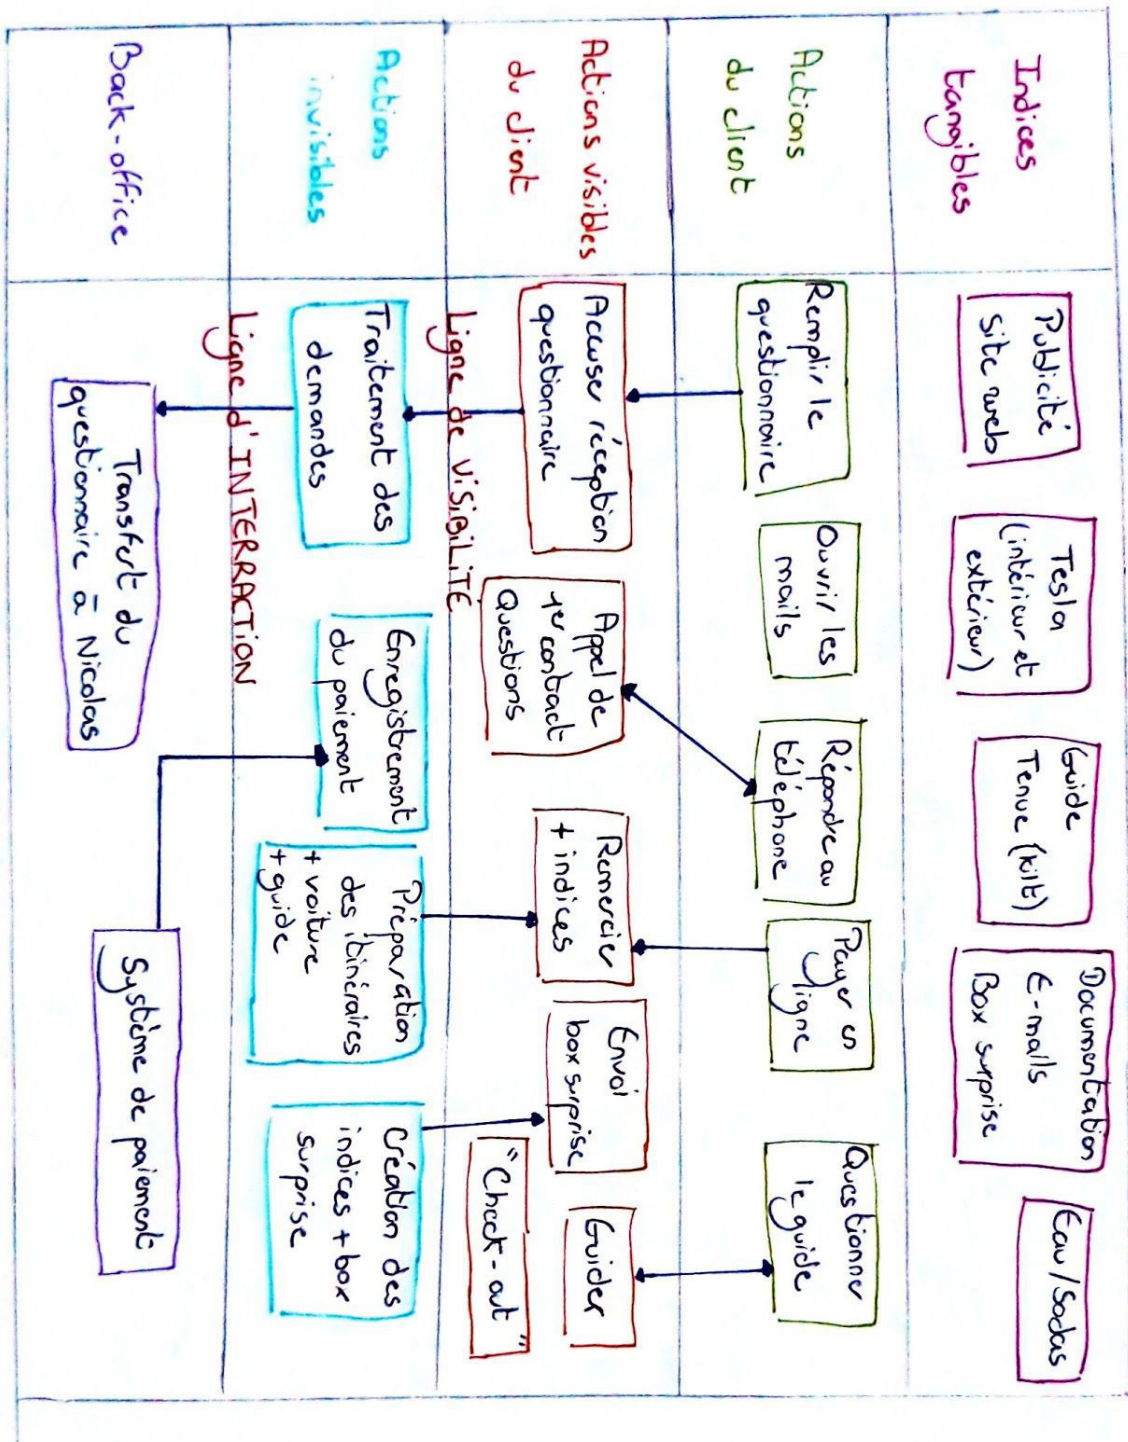 Indices
tangibles
Publicité
site web
Tesla
(intérieur et
extérieur)
Guide
Tenue (kilt)
Documentation
E-mails
Box surprise
Eau/Sodas
Actions
du client
Remplir le
questionnaire
Ouvrir les
mails
Répondre au
téléphone
Payer en
ligne
Questionner
le guide
Actions visibles
du client
Accuser réception
questionnaire
Appel de
1er contact
Questions
Remercier
+ indices
Envoi
box surprise
Guider
"Check-out"
Ligne de VISIBILITÉ
Actions
invisibles
Traitement des
demandes
Enregistrement
du paiement
Préparation
des itinéraires
+ voiture
+ guide
Création des
indices + box
surprise
Ligne d'INTERRACTION
Back-office
Transfert du
questionnaire à Nicolas
Système de paiement